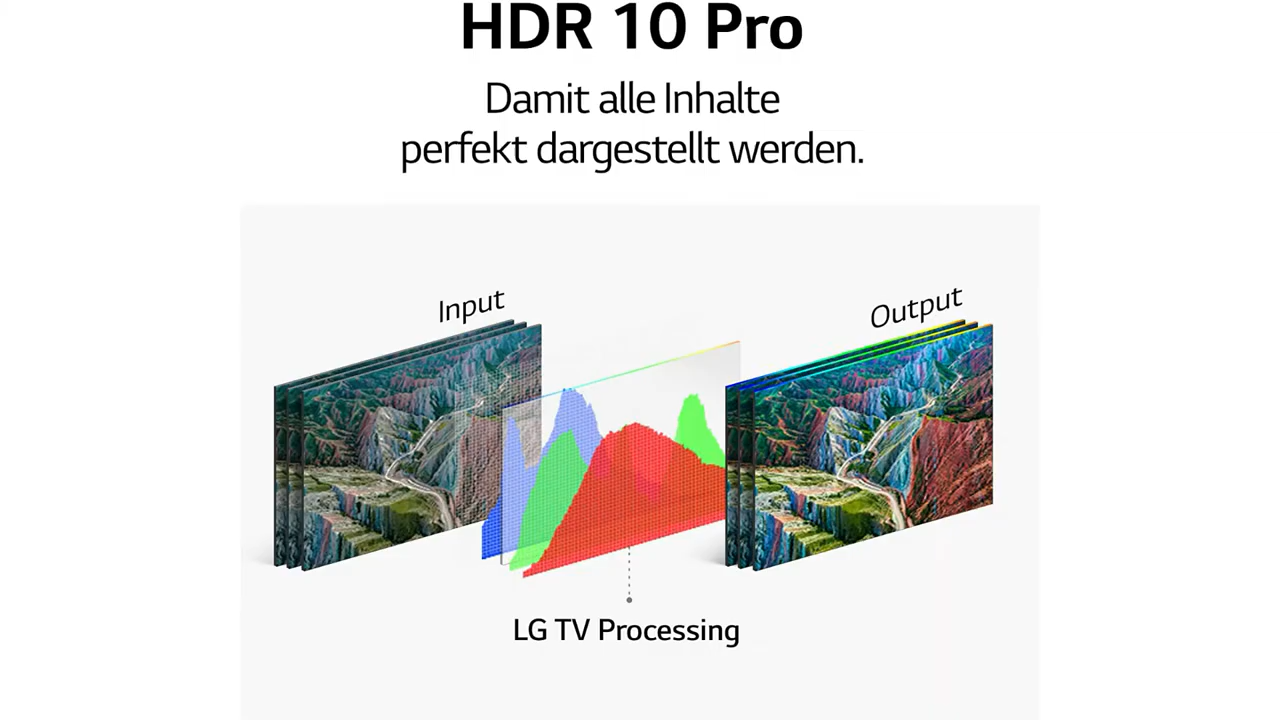 HDR 10 Pro
Damit alle Inhalte
perfekt dargestellt werden.
Input
Output
LG TV Processing